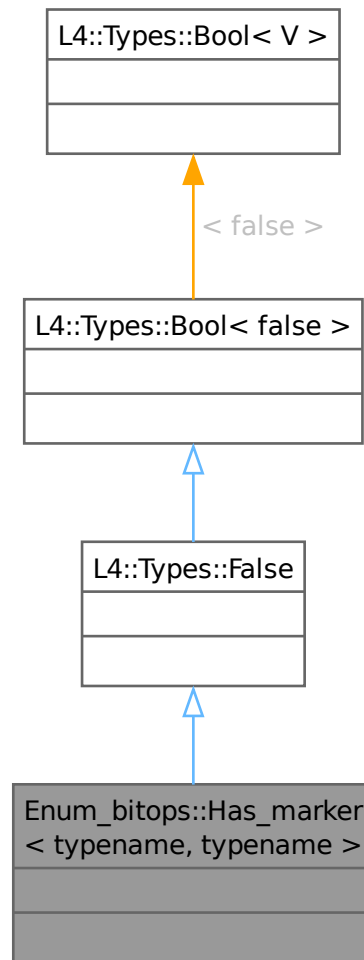 L4::Types::Bool< V >
< false >
L4::Types::Bool< false >
L4::Types::False
Enum_bitops::Has_marker
< typename, typename >